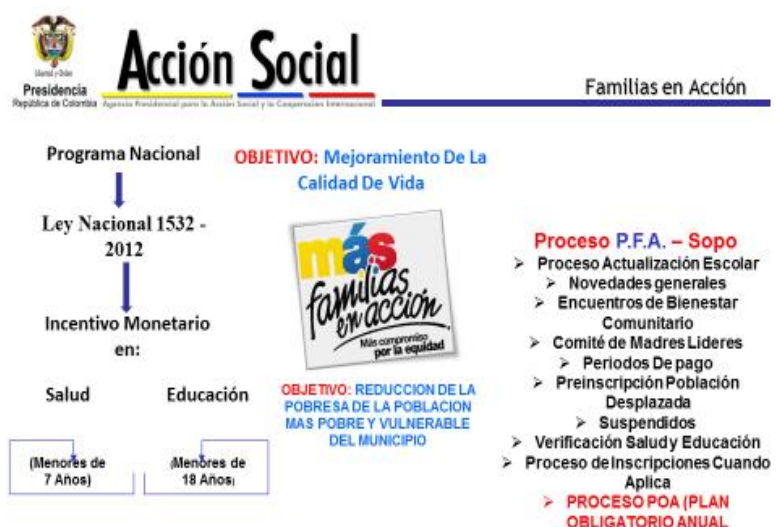 Libertad y Orden
Presidencia
República de Colombia
Acción Social
Agencia Presidencial para la Acción Social y la Cooperación Internacional
Familias en Acción
Programa Nacional
Ley Nacional 1532 -
2012
Incentivo Monetario
en:
Salud
Educación
(Menores de
7 Años)
(Menores de
18 Años)
OBJETIVO: Mejoramiento De La
Calidad De Vida
más
familias
en acción
Más compromiso
por la equidad
OBJETIVO: REDUCCION DE LA
POBRESA DE LA POBLACION
MAS POBRE Y VULNERABLE
DEL MUNICIPIO
Proceso P.F.A. – Sopo
➢ Proceso Actualización Escolar
➢ Novedades generales
➢ Encuentros de Bienestar
Comunitario
➢ Comité de Madres Lideres
➢ Periodos De pago
➢ Preinscripción Población
Desplazada
➢ Suspendidos
➢ Verificación Salud y Educación
➢ Proceso de Inscripciones Cuando
Aplica
➢ PROCESO POA (PLAN
OBLIGATORIO ANUAL